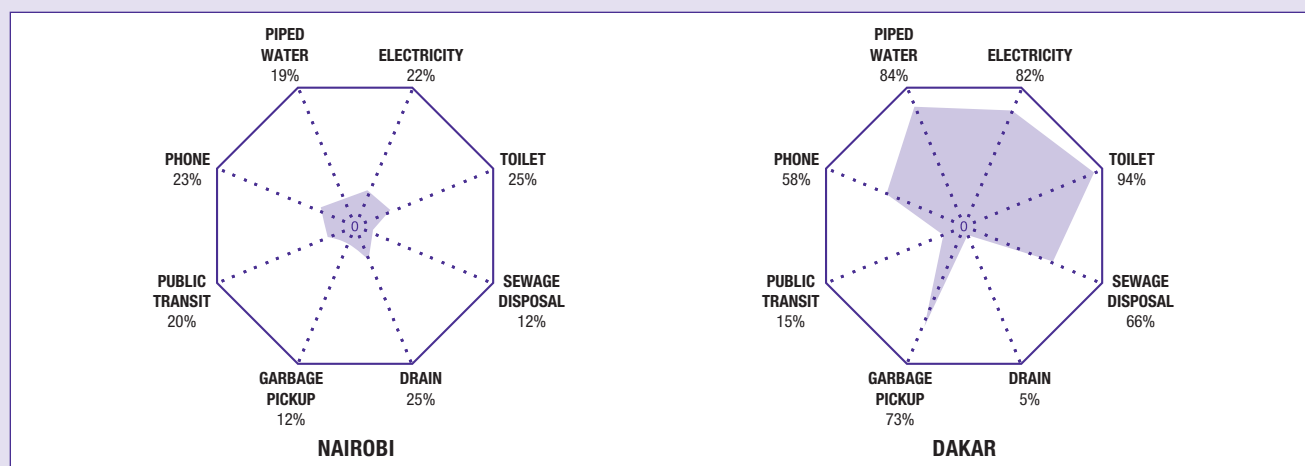 PIPED
WATER
19%
ELECTRICITY
22%
PHONE
23%
TOILET
25%
0
PUBLIC
TRANSIT
20%
SEWAGE
DISPOSAL
12%
GARBAGE
PICKUP
12%
DRAIN
25%
NAIROBI
PIPED
WATER
84%
ELECTRICITY
82%
PHONE
58%
TOILET
94%
0
PUBLIC
TRANSIT
15%
SEWAGE
DISPOSAL
66%
GARBAGE
PICKUP
73%
DRAIN
5%
DAKAR